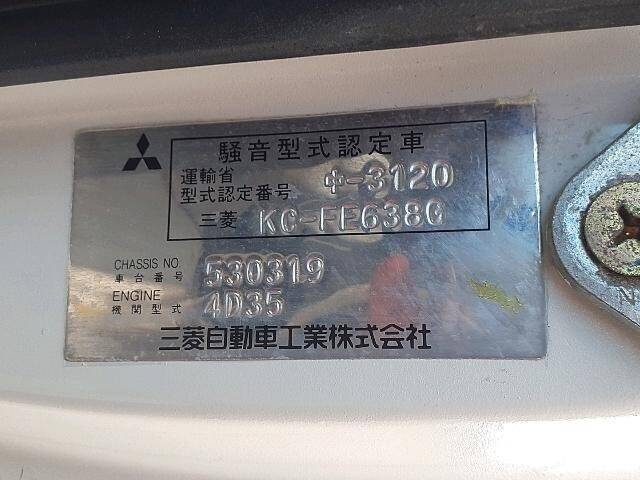 騒音型式認定車
運輸省
型式認定番号 中-3120
三菱 KC-FE638G
CHASSIS NO.
車台番号 530319
ENGINE
機関型式 4D35
三菱自動車工業株式会社
N